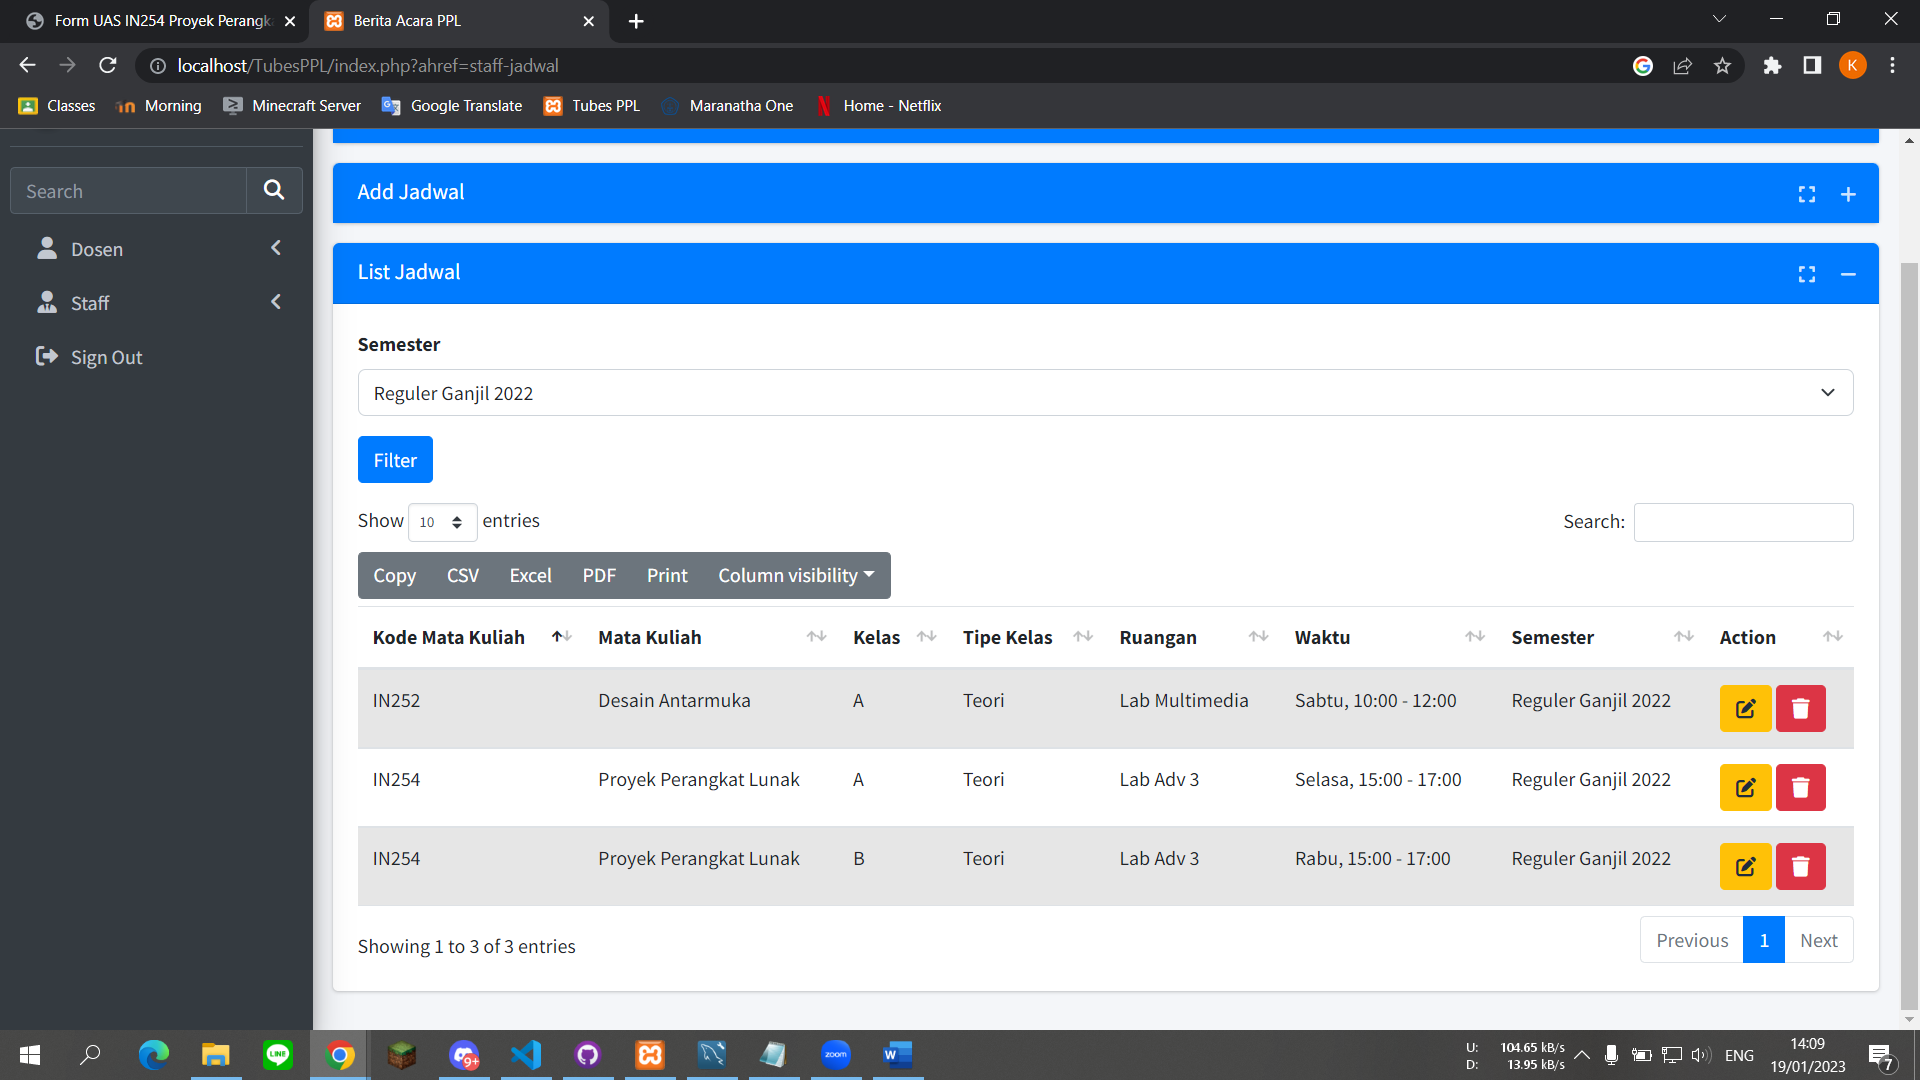 Form UAS IN254 Proyek Perangk
Berita Acara PPL
localhost/TubesPPL/index.php?ahref=staff-jadwal
K
Classes
Morning
Minecraft Server
Google Translate
Tubes PPL
Maranatha One
Home - Netflix
Search
Dosen
Staff
Sign Out
Add Jadwal
List Jadwal
Semester
Reguler Ganjil 2022
Filter
Show 10 entries
Search:
Copy CSV Excel PDF Print Column visibility
Kode Mata Kuliah Mata Kuliah Kelas Tipe Kelas Ruangan Waktu Semester Action
IN252 Desain Antarmuka A Teori Lab Multimedia Sabtu, 10:00 - 12:00 Reguler Ganjil 2022
IN254 Proyek Perangkat Lunak A Teori Lab Adv 3 Selasa, 15:00 - 17:00 Reguler Ganjil 2022
IN254 Proyek Perangkat Lunak B Teori Lab Adv 3 Rabu, 15:00 - 17:00 Reguler Ganjil 2022
Showing 1 to 3 of 3 entries
Previous 1 Next
LINE
9+
zoom
W
U: 104.65 kB/s
D: 13.95 kB/s
ENG
14:09
19/01/2023
7